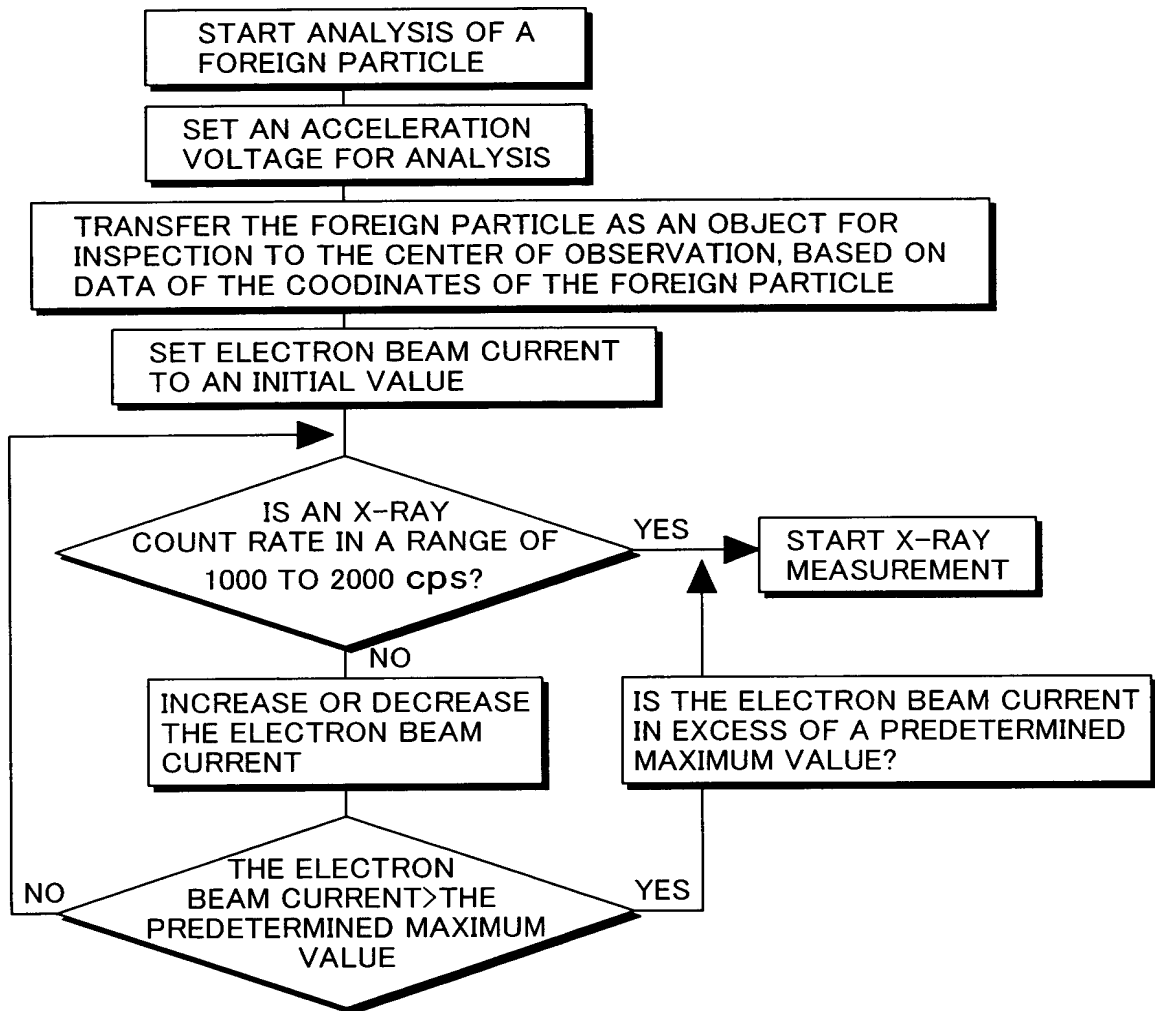 START ANALYSIS OF A
FOREIGN PARTICLE
SET AN ACCELERATION
VOLTAGE FOR ANALYSIS
TRANSFER THE FOREIGN PARTICLE AS AN OBJECT FOR
INSPECTION TO THE CENTER OF OBSERVATION, BASED ON
DATA OF THE COODINATES OF THE FOREIGN PARTICLE
SET ELECTRON BEAM CURRENT
TO AN INITIAL VALUE
IS AN X-RAY
COUNT RATE IN A RANGE OF
1000 TO 2000 cps?
YES
START X-RAY
MEASUREMENT
NO
INCREASE OR DECREASE
THE ELECTRON BEAM
CURRENT
IS THE ELECTRON BEAM CURRENT
IN EXCESS OF A PREDETERMINED
MAXIMUM VALUE?
THE ELECTRON
BEAM CURRENT>THE
PREDETERMINED MAXIMUM
VALUE
NO
YES